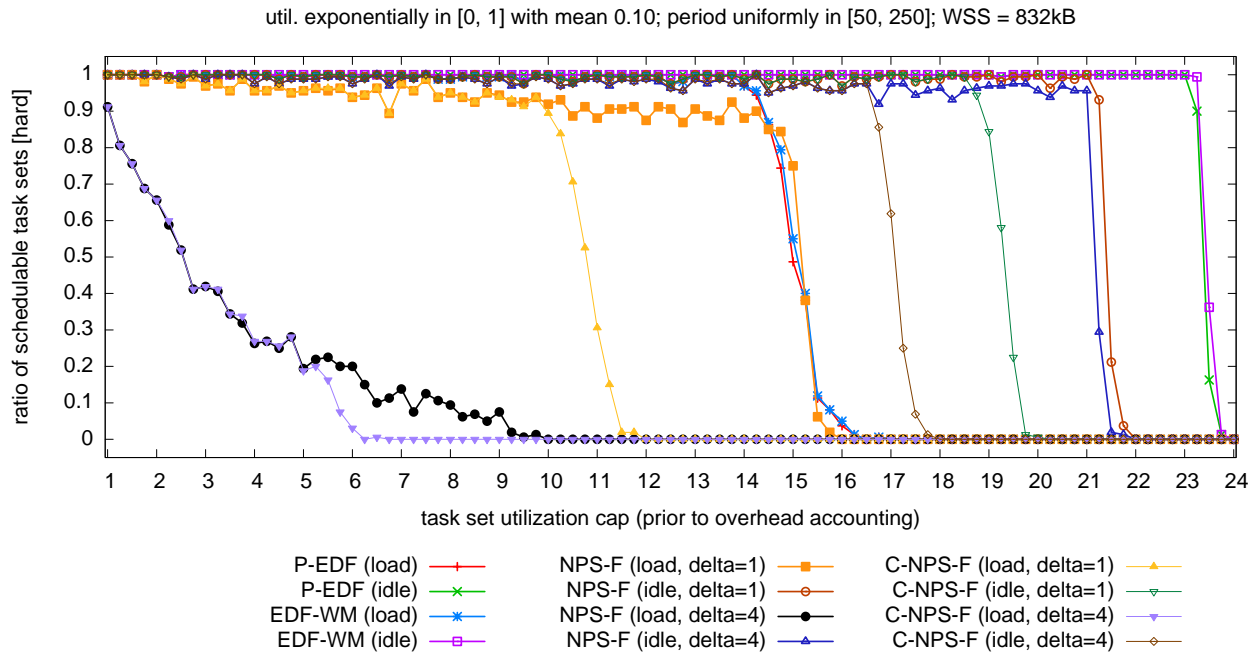 util. exponentially in [0, 1] with mean 0.10; period uniformly in [50, 250]; WSS = 832kB
ratio of schedulable task sets [hard]
1
0.9
0.8
0.7
0.6
0.5
0.4
0.3
0.2
0.1
0
1 2 3 4 5 6 7 8 9 10 11 12 13 14 15 16 17 18 19 20 21 22 23 24
task set utilization cap (prior to overhead accounting)
P-EDF (load)
P-EDF (idle)
EDF-WM (load)
EDF-WM (idle)
NPS-F (load, delta=1)
NPS-F (idle, delta=1)
NPS-F (load, delta=4)
NPS-F (idle, delta=4)
C-NPS-F (load, delta=1)
C-NPS-F (idle, delta=1)
C-NPS-F (load, delta=4)
C-NPS-F (idle, delta=4)